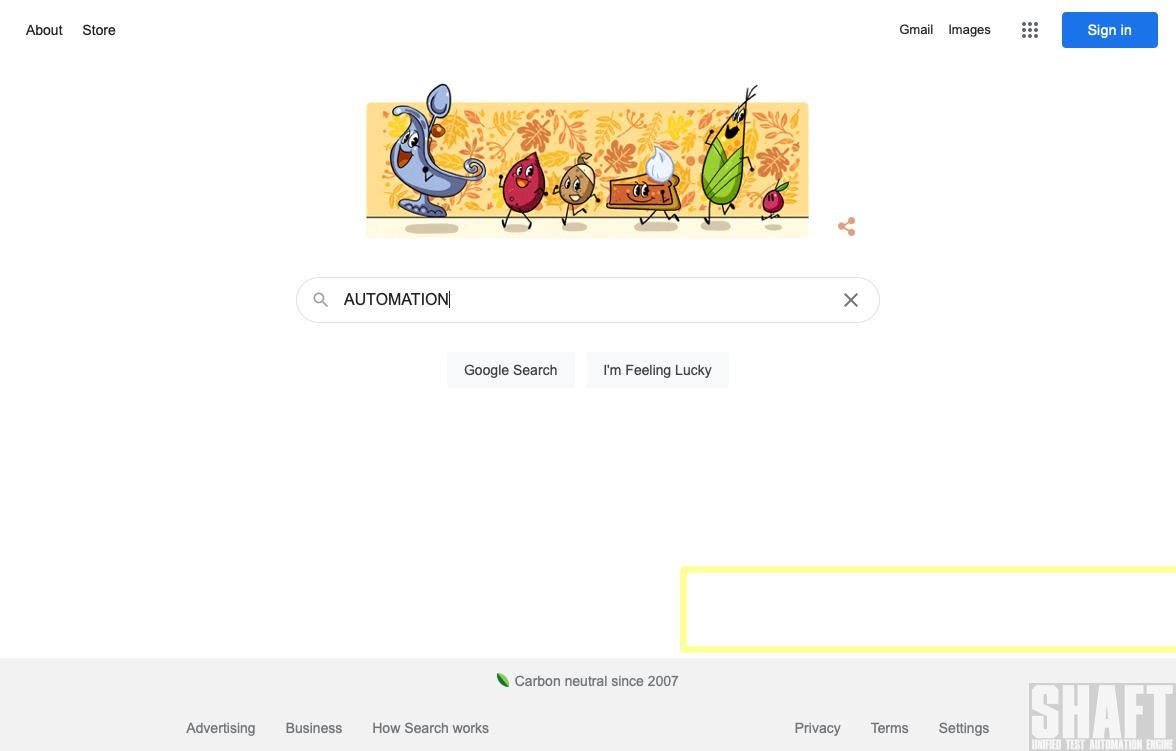 About Store Gmail Images Sign in
AUTOMATION
Google Search I'm Feeling Lucky
Carbon neutral since 2007
Advertising Business How Search works Privacy Terms Settings
SHAFT
UNIFIED TEST AUTOMATION ENGINE